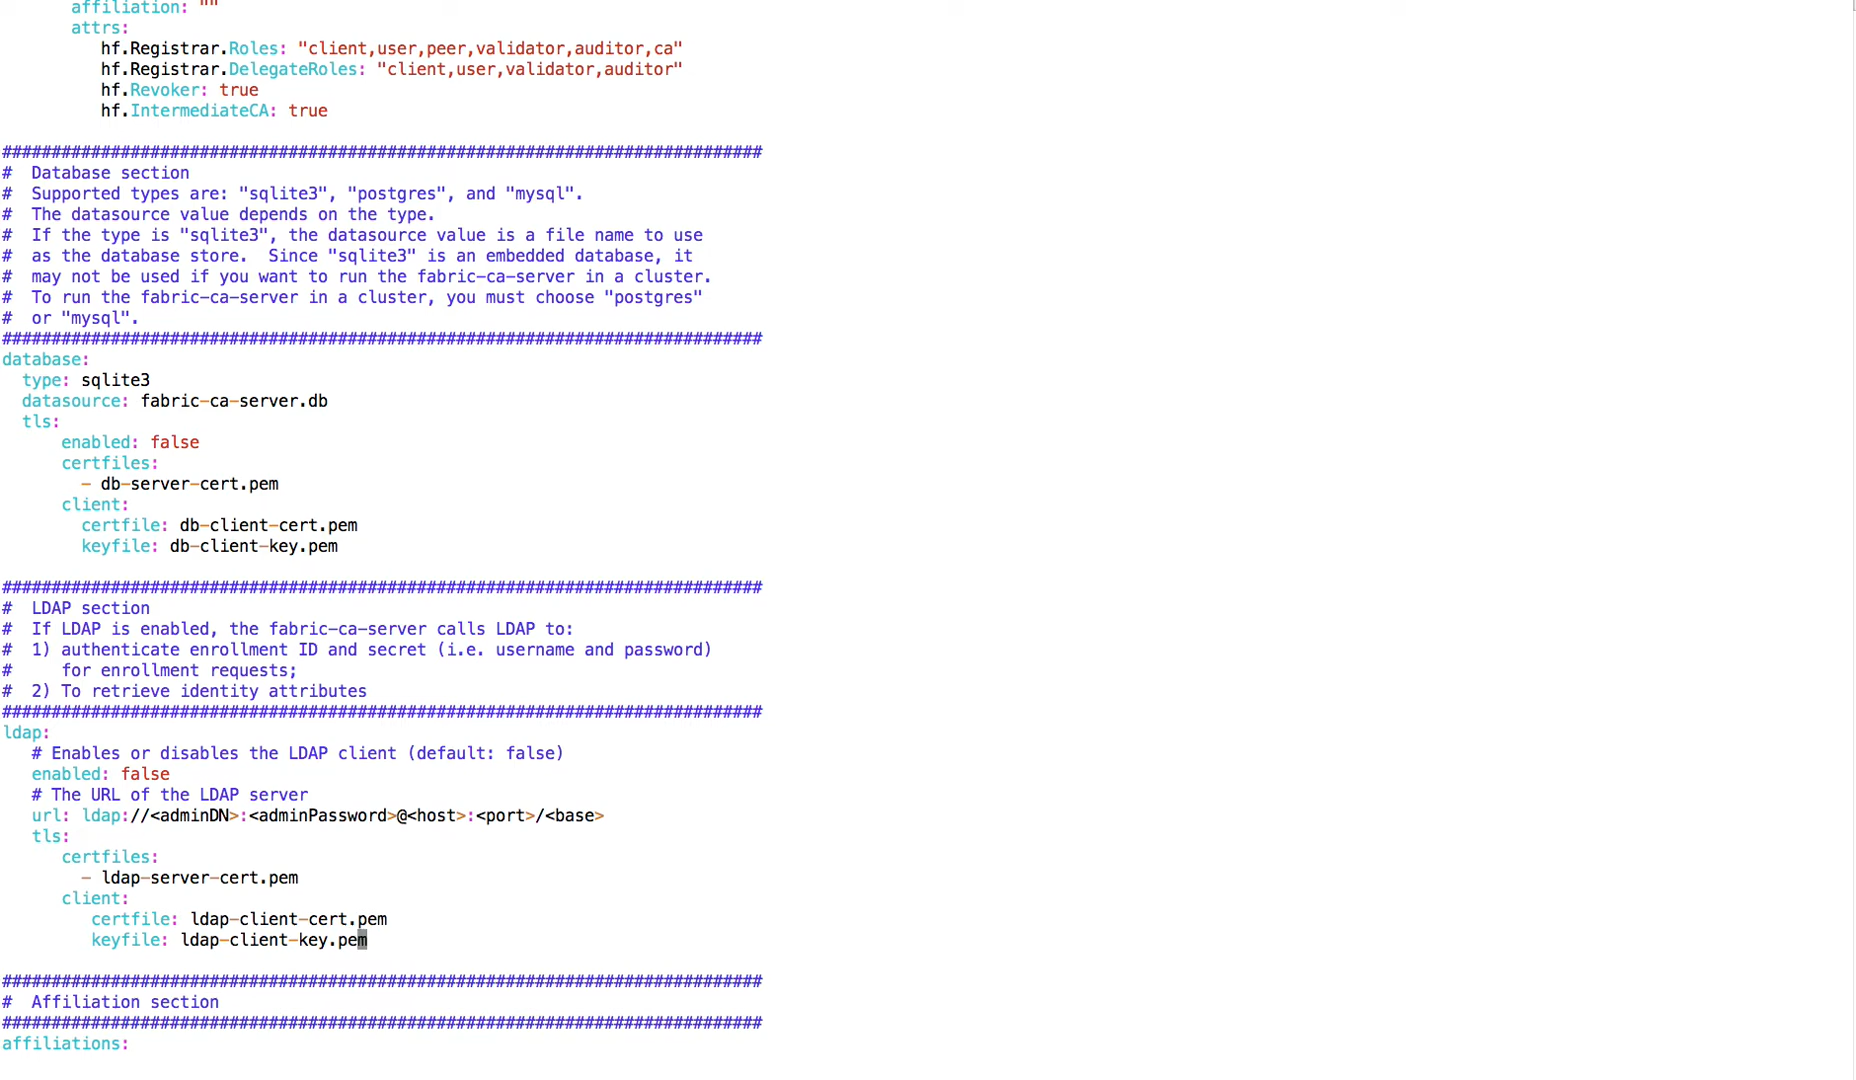 affiliation: ""
attrs:
hf.Registrar.Roles: "client,user,peer,validator,auditor,ca"
hf.Registrar.DelegateRoles: "client,user,validator,auditor"
hf.Revoker: true
hf.IntermediateCA: true
#############################################################################
#  Database section
#  Supported types are: "sqlite3", "postgres", and "mysql".
#  The datasource value depends on the type.
#  If the type is "sqlite3", the datasource value is a file name to use
#  as the database store.  Since "sqlite3" is an embedded database, it
#  may not be used if you want to run the fabric-ca-server in a cluster.
#  To run the fabric-ca-server in a cluster, you must choose "postgres"
#  or "mysql".
#############################################################################
database:
type: sqlite3
datasource: fabric-ca-server.db
tls:
enabled: false
certfiles:
- db-server-cert.pem
client:
certfile: db-client-cert.pem
keyfile: db-client-key.pem
#############################################################################
#  LDAP section
#  If LDAP is enabled, the fabric-ca-server calls LDAP to:
#  1) authenticate enrollment ID and secret (i.e. username and password)
#     for enrollment requests;
#  2) To retrieve identity attributes
#############################################################################
ldap:
# Enables or disables the LDAP client (default: false)
enabled: false
# The URL of the LDAP server
url: ldap://<adminDN>:<adminPassword>@<host>:<port>/<base>
tls:
certfiles:
- ldap-server-cert.pem
client:
certfile: ldap-client-cert.pem
keyfile: ldap-client-key.pem
#############################################################################
#  Affiliation section
#############################################################################
affiliations: